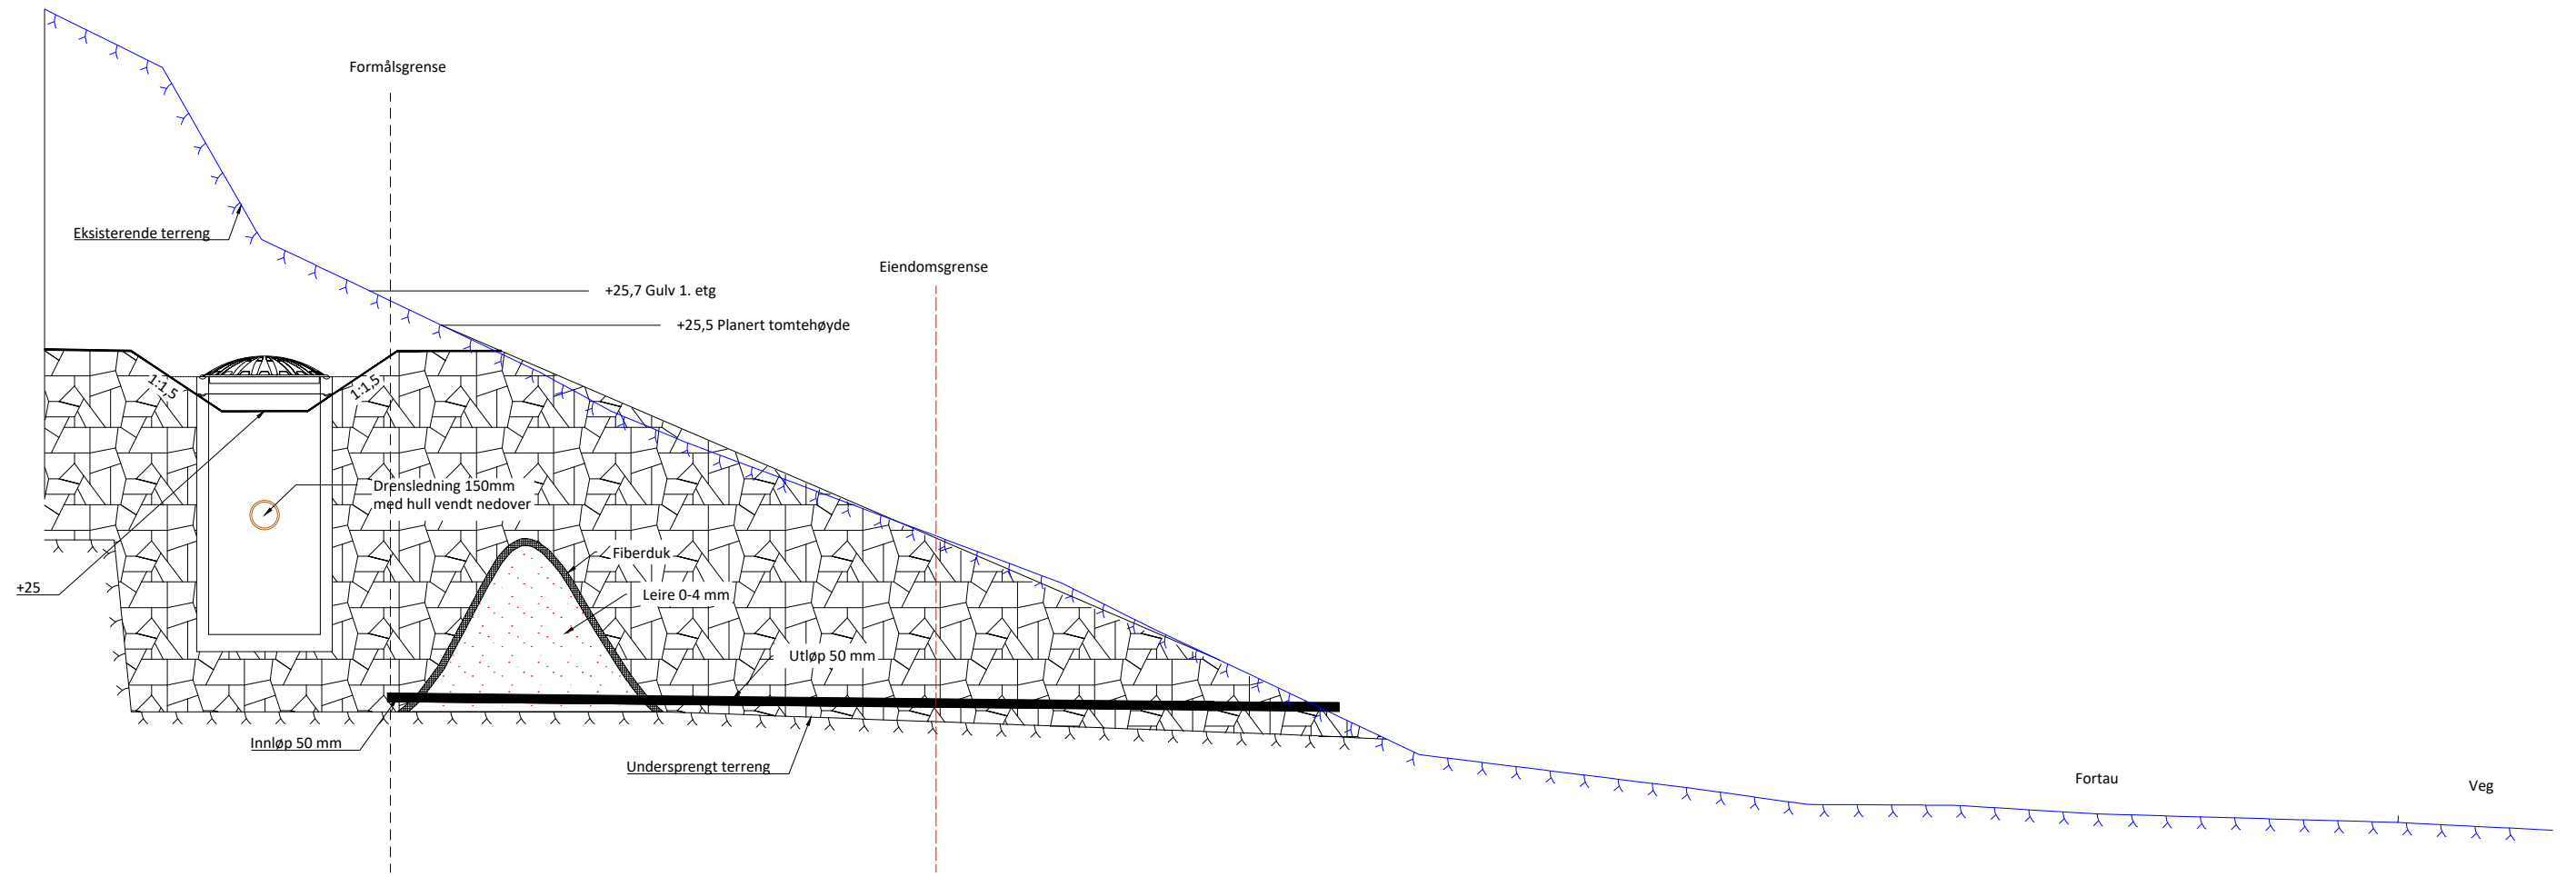 Formålsgrense
Eksisterende terreng
Eiendomsgrense
+25,7 Gulv 1. etg
+25,5 Planert tomtehøyde
1:1,5
1:1,5
Drensledning 150mm
med hull vendt nedover
Fiberduk
+25
Leire 0-4 mm
Utløp 50 mm
Innløp 50 mm
Undersprengt terreng
Fortau
Veg